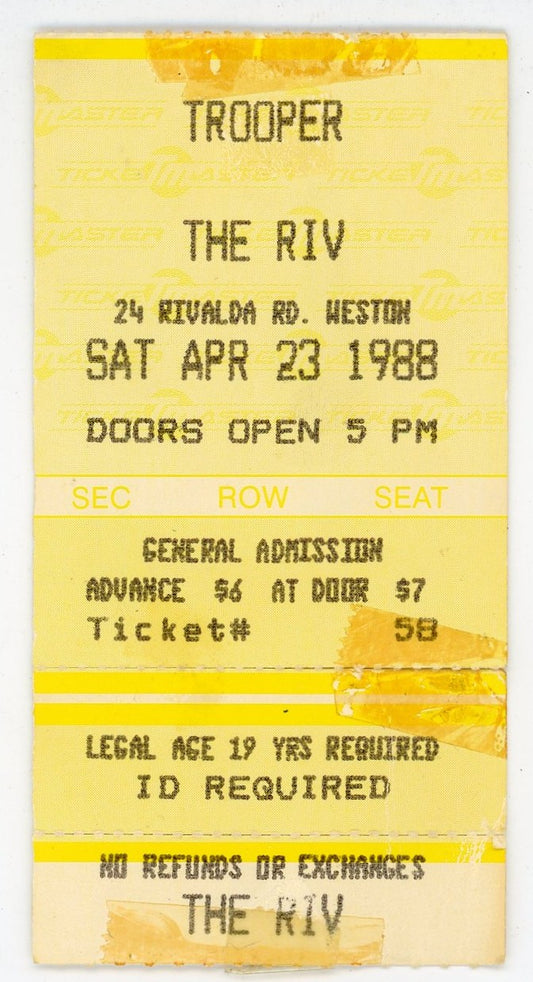 TROOPER
THE RIV
24 RIVALDA RD. WESTON
SAT APR 23 1988
DOORS OPEN 5 PM
SEC ROW SEAT
GENERAL ADMISSION
ADVANCE $6 AT DOOR $7
Ticket# 58
LEGAL AGE 19 YRS REQUIRED
ID REQUIRED
NO REFUNDS OR EXCHANGES
THE RIV